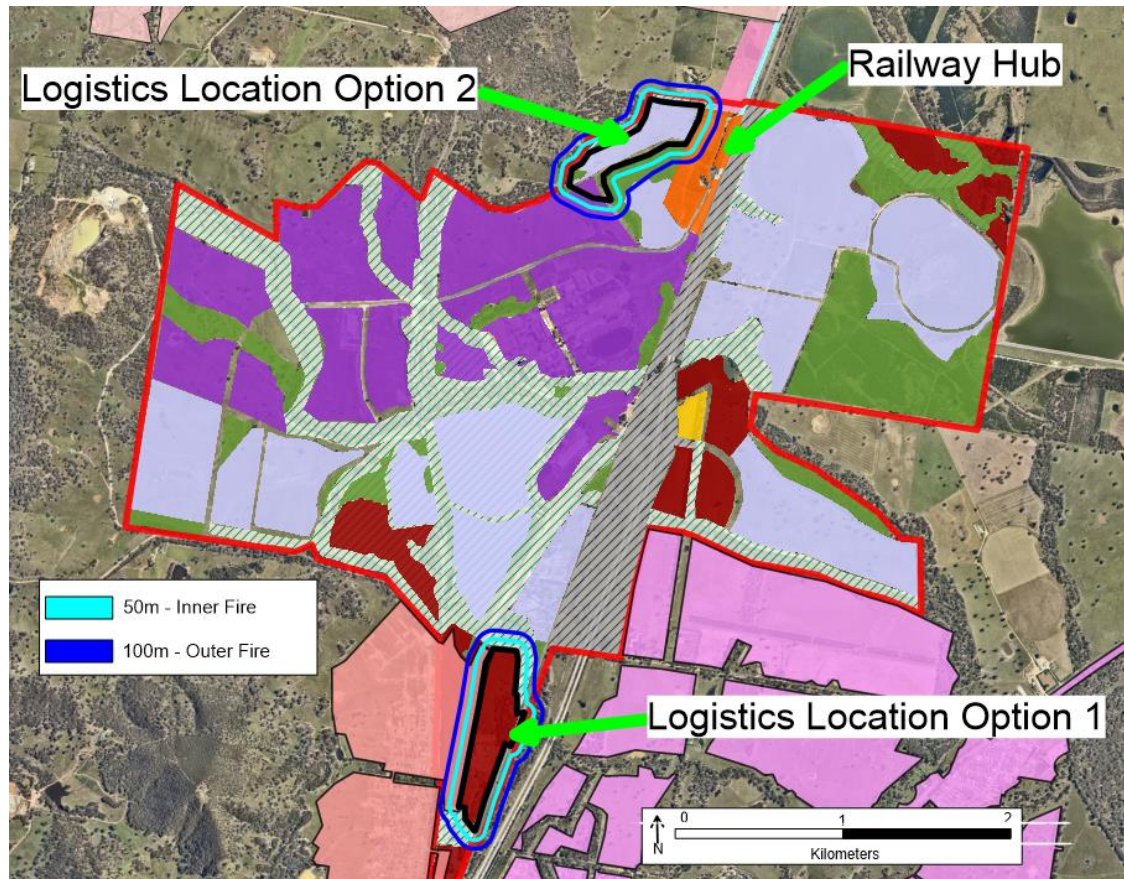 Railway Hub
Logistics Location Option 2
50m - Inner Fire
100m - Outer Fire
Logistics Location Option 1
0 1 2
N
Kilometers